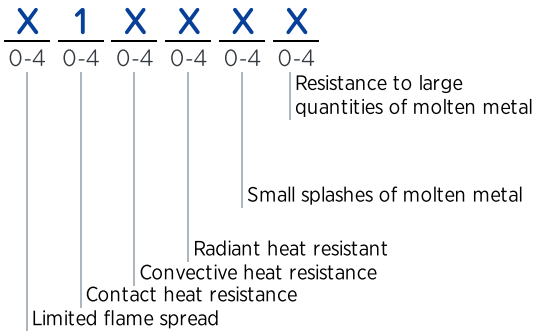 X 1 X X X X
0-4 0-4 0-4 0-4 0-4 0-4
Resistance to large
quantities of molten metal
Small splashes of molten metal
Radiant heat resistant
Convective heat resistance
Contact heat resistance
Limited flame spread